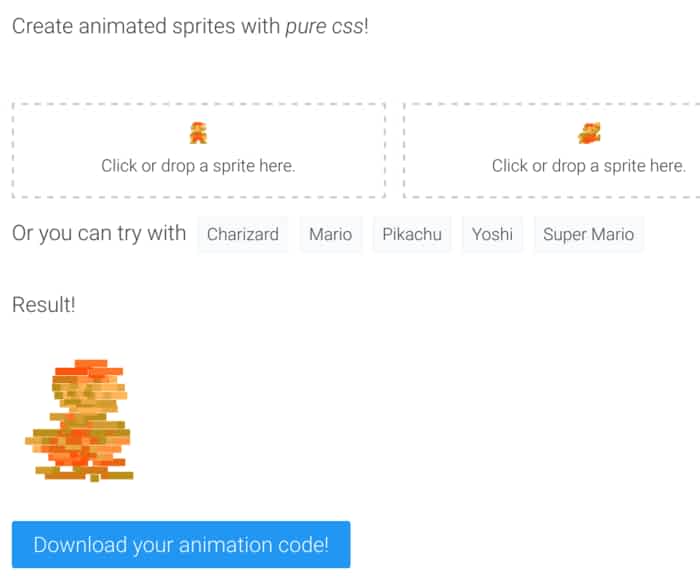 Create animated sprites with pure css!
Click or drop a sprite here. Click or drop a sprite here.
Or you can try with Charizard Mario Pikachu Yoshi Super Mario
Result!
Download your animation code!